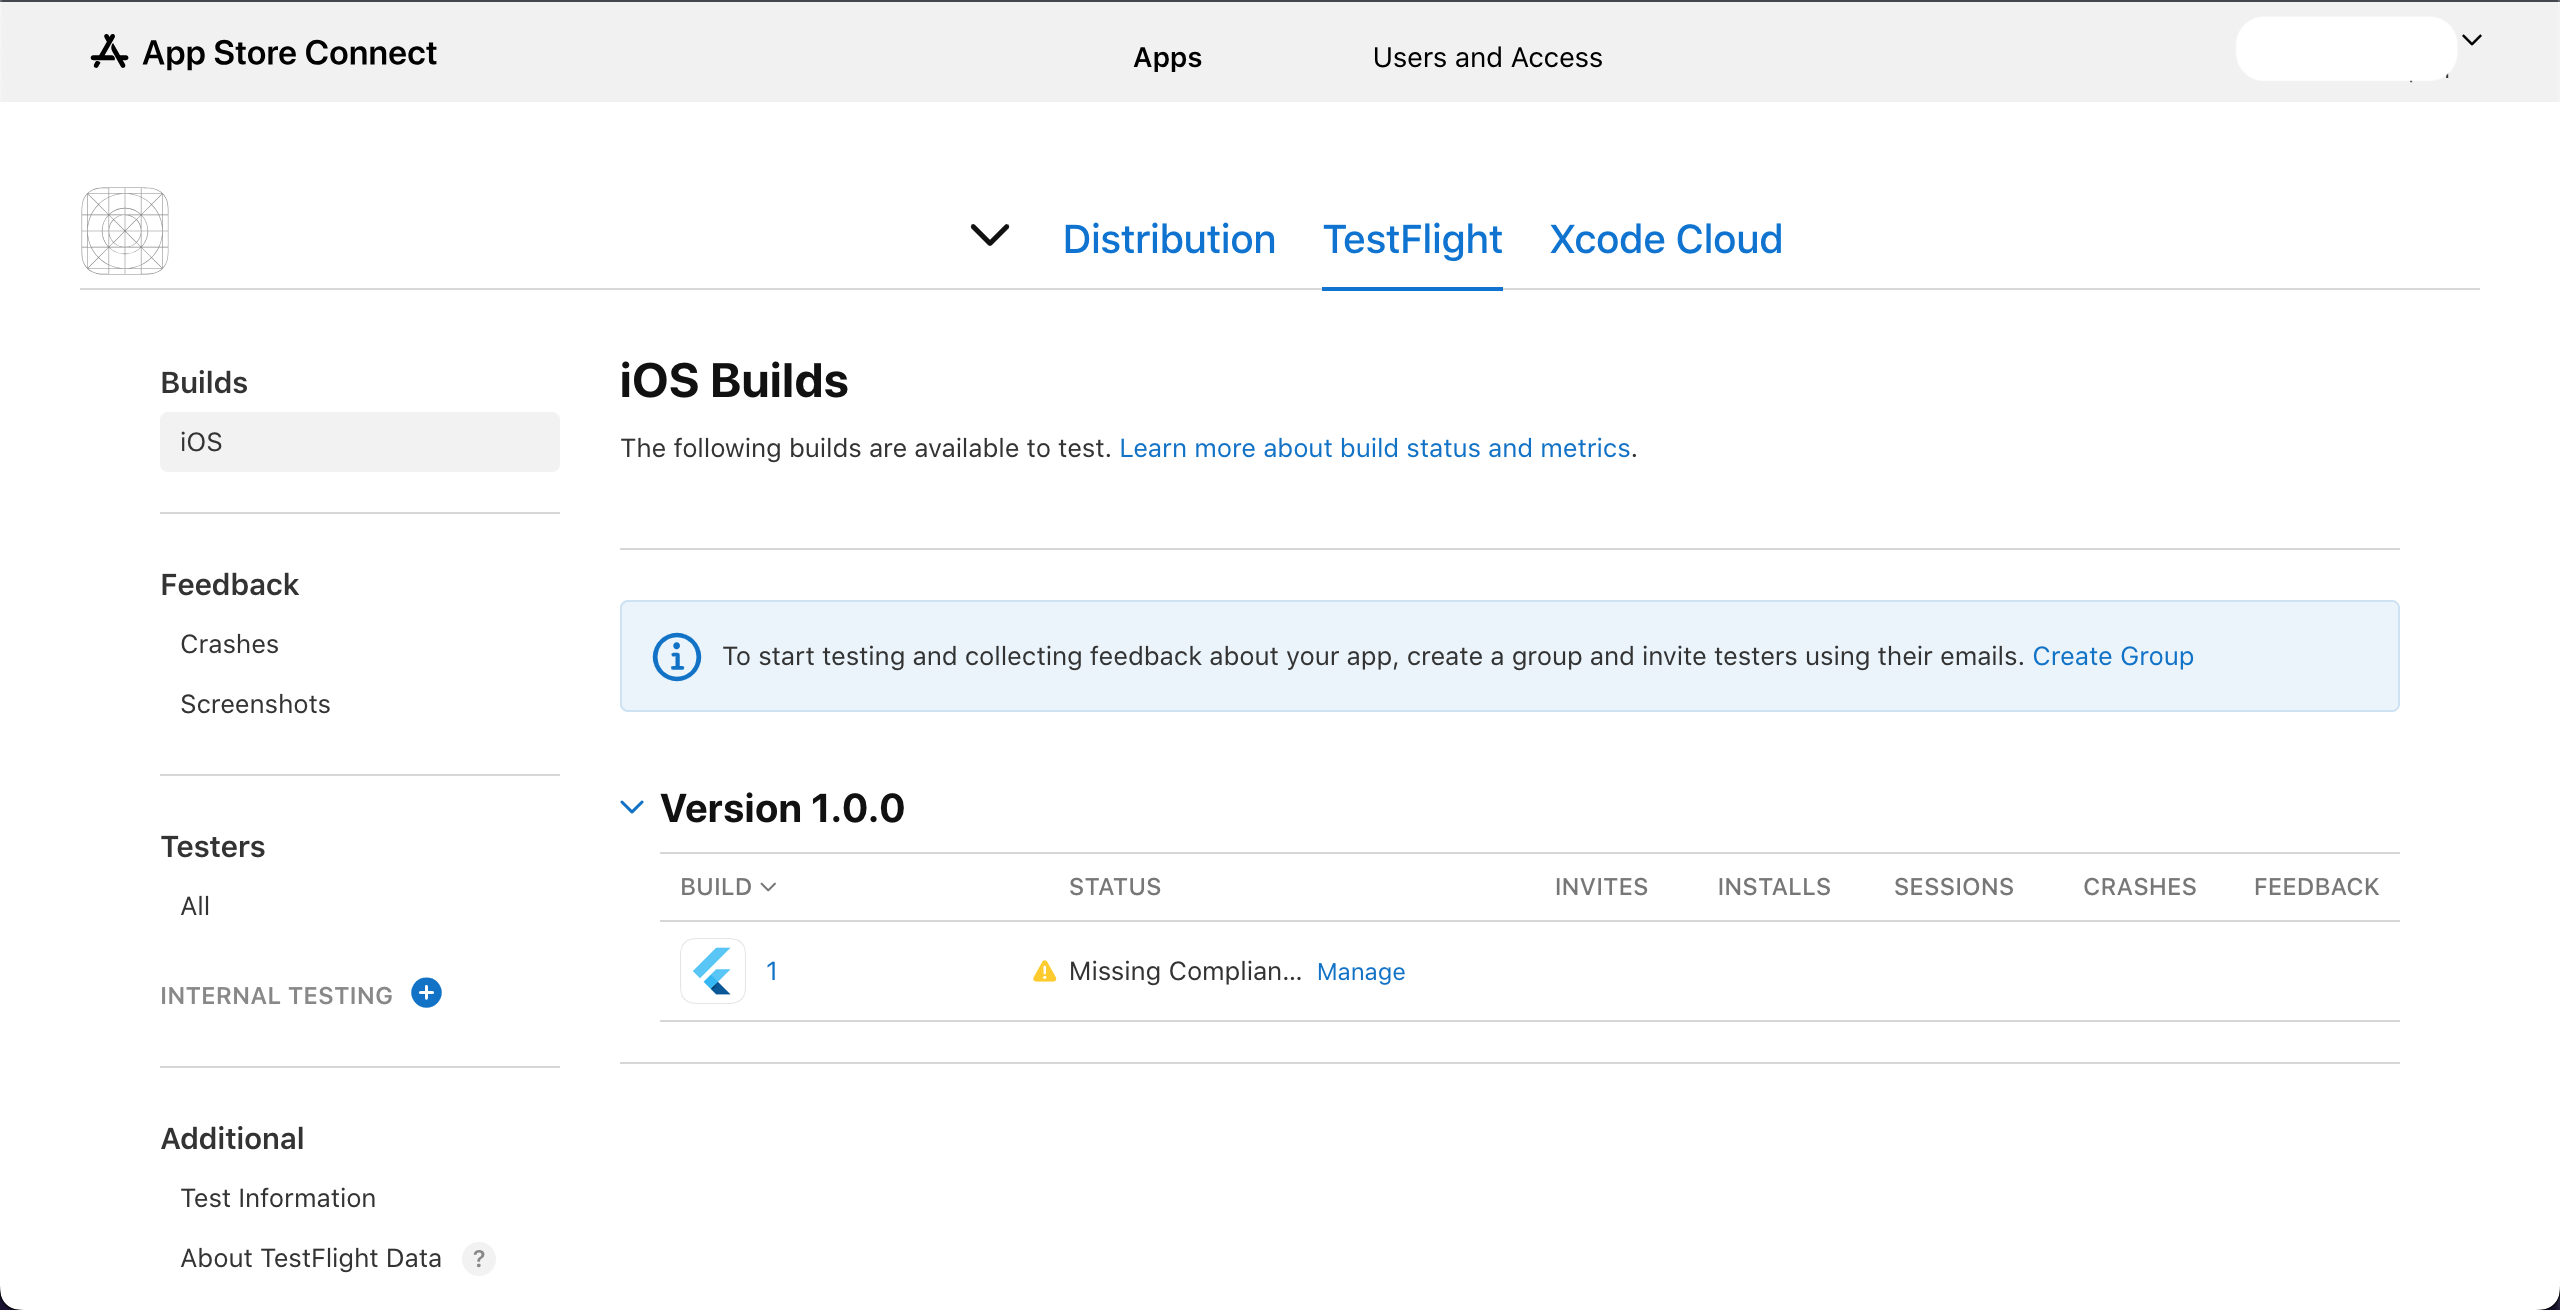 App Store Connect
Apps
Users and Access
Distribution
TestFlight
Xcode Cloud
Builds
iOS
Feedback
Crashes
Screenshots
Testers
All
INTERNAL TESTING
Additional
Test Information
About TestFlight Data
?
iOS Builds
The following builds are available to test. Learn more about build status and metrics.
To start testing and collecting feedback about your app, create a group and invite testers using their emails. Create Group
Version 1.0.0
BUILD STATUS INVITES INSTALLS SESSIONS CRASHES FEEDBACK
1 Missing Complian... Manage